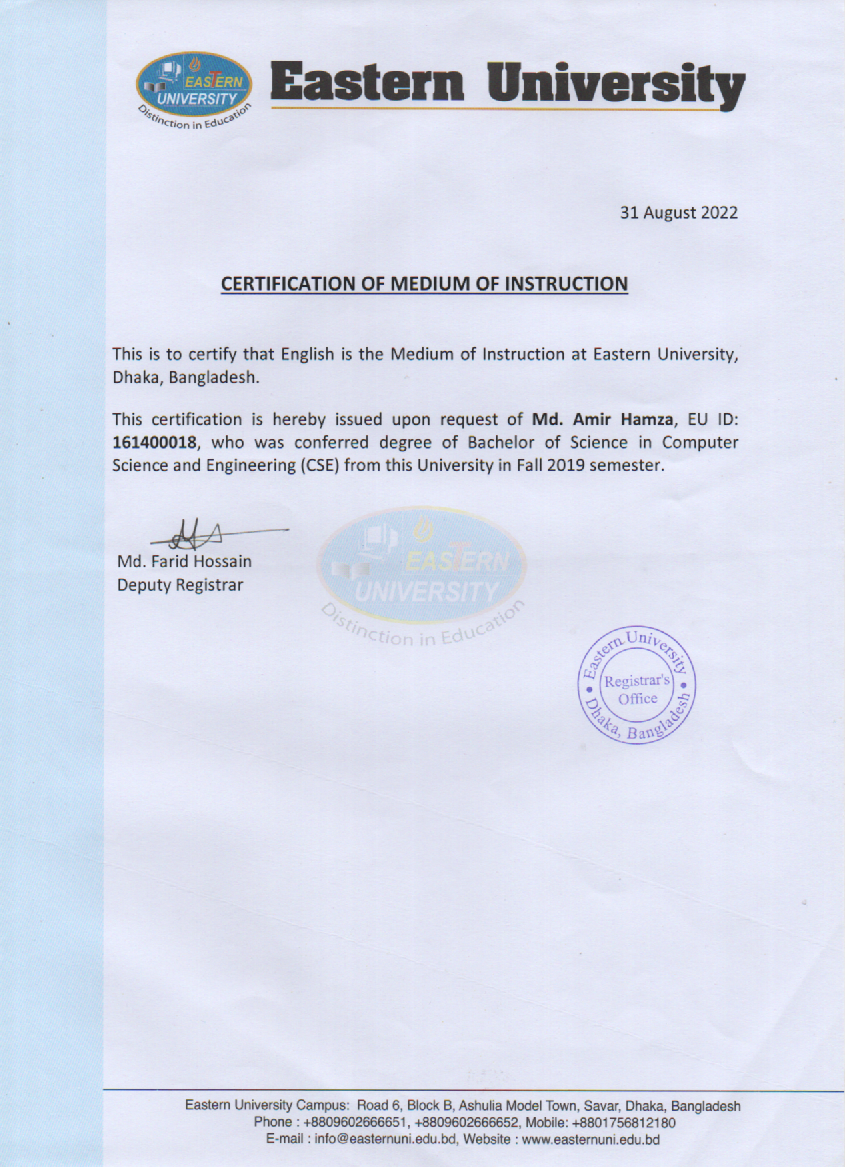 EASTERN
UNIVERSITY
Distinction in Education
Eastern University
31 August 2022
CERTIFICATION OF MEDIUM OF INSTRUCTION
This is to certify that English is the Medium of Instruction at Eastern University,
Dhaka, Bangladesh.
This certification is hereby issued upon request of Md. Amir Hamza, EU ID:
161400018, who was conferred degree of Bachelor of Science in Computer
Science and Engineering (CSE) from this University in Fall 2019 semester.
Md. Farid Hossain
Deputy Registrar
EASTERN
UNIVERSITY
Distinction in Education
Eastern University
Registrar's
Office
Dhaka, Bangladesh
Eastern University Campus: Road 6, Block B, Ashulia Model Town, Savar, Dhaka, Bangladesh
Phone : +8809602666651, +8809602666652, Mobile: +8801756812180
E-mail : info@easternuni.edu.bd, Website : www.easternuni.edu.bd